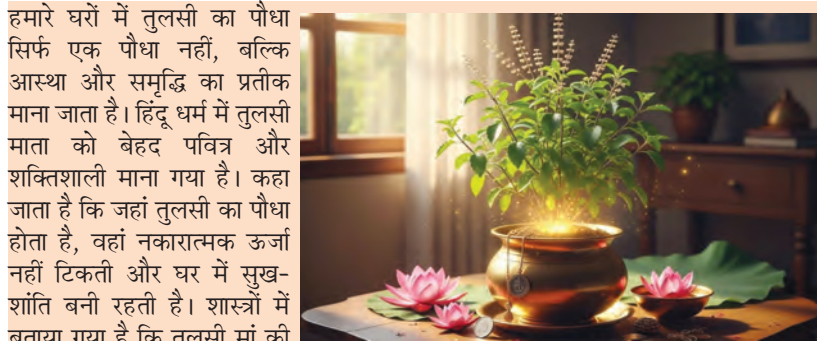 हमारे घरों में तुलसी का पौधा
सिर्फ एक पौधा नहीं, बल्कि
आस्था और समृद्धि का प्रतीक
माना जाता है। हिंदू धर्म में तुलसी
माता को बेहद पवित्र और
शक्तिशाली माना गया है। कहा
जाता है कि जहां तुलसी का पौधा
होता है, वहां नकारात्मक ऊर्जा
नहीं टिकती और घर में सुख-
शांति बनी रहती है। शास्त्रों में
बताया गया है कि तुलसी मां की